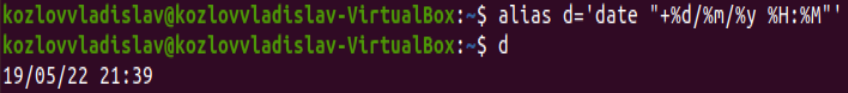 kozlovvladislav@kozlovvladislav-VirtualBox:~$ alias d='date "+%d/%m/%y %H:%M"'
kozlovvladislav@kozlovvladislav-VirtualBox:~$ d
19/05/22 21:39